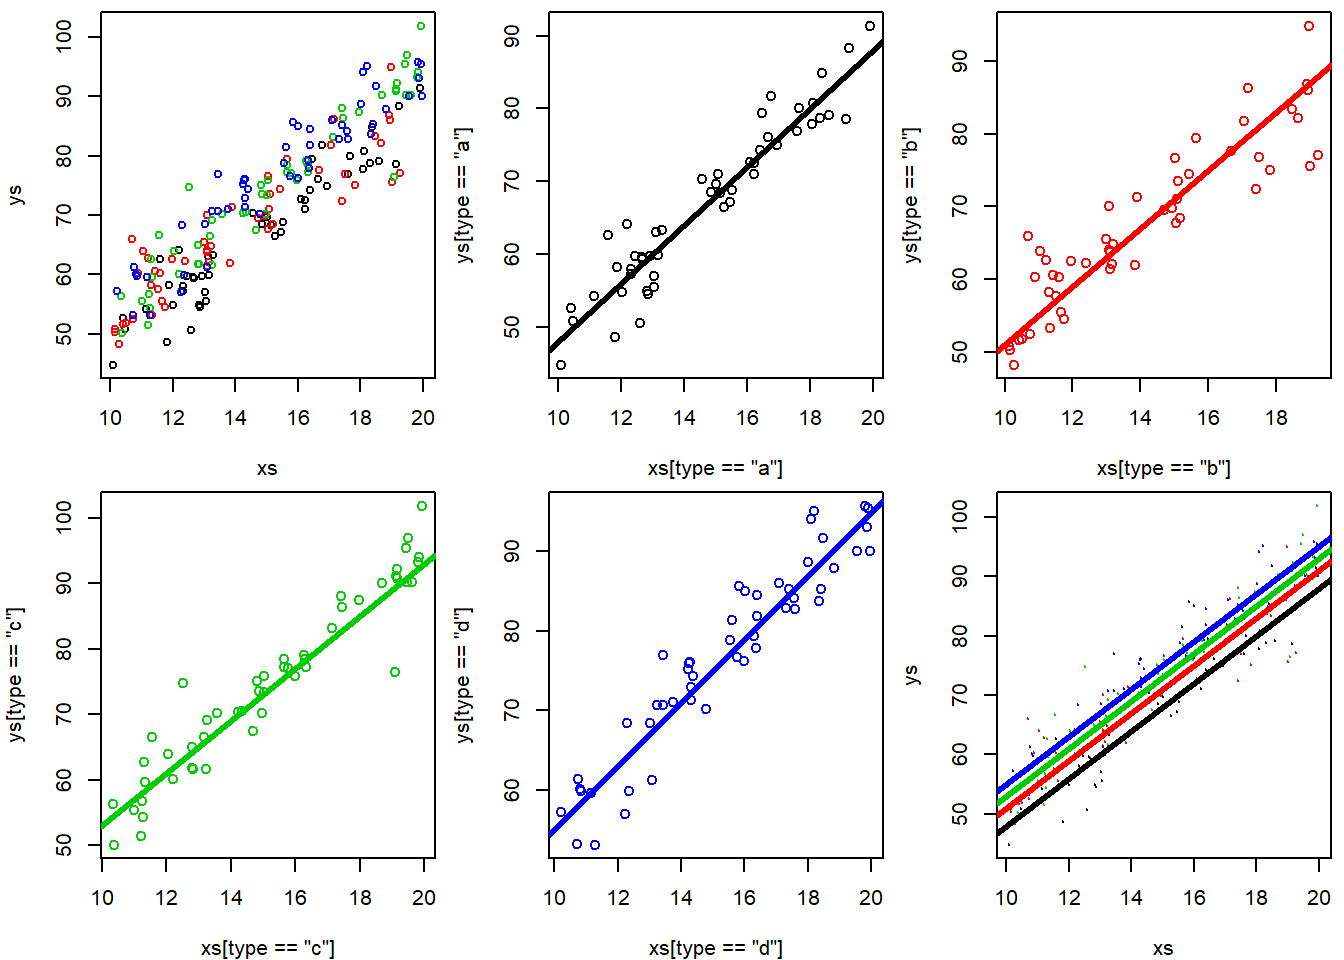 ys
50 60 70 80 90 100
10 12 14 16 18 20
xs
ys[type == "a"]
50 60 70 80 90
10 12 14 16 18 20
xs[type == "a"]
ys[type == "b"]
50 60 70 80 90
10 12 14 16 18
xs[type == "b"]
ys[type == "c"]
50 60 70 80 90 100
10 12 14 16 18 20
xs[type == "c"]
ys[type == "d"]
60 70 80 90
10 12 14 16 18 20
xs[type == "d"]
ys
50 60 70 80 90 100
10 12 14 16 18 20
xs